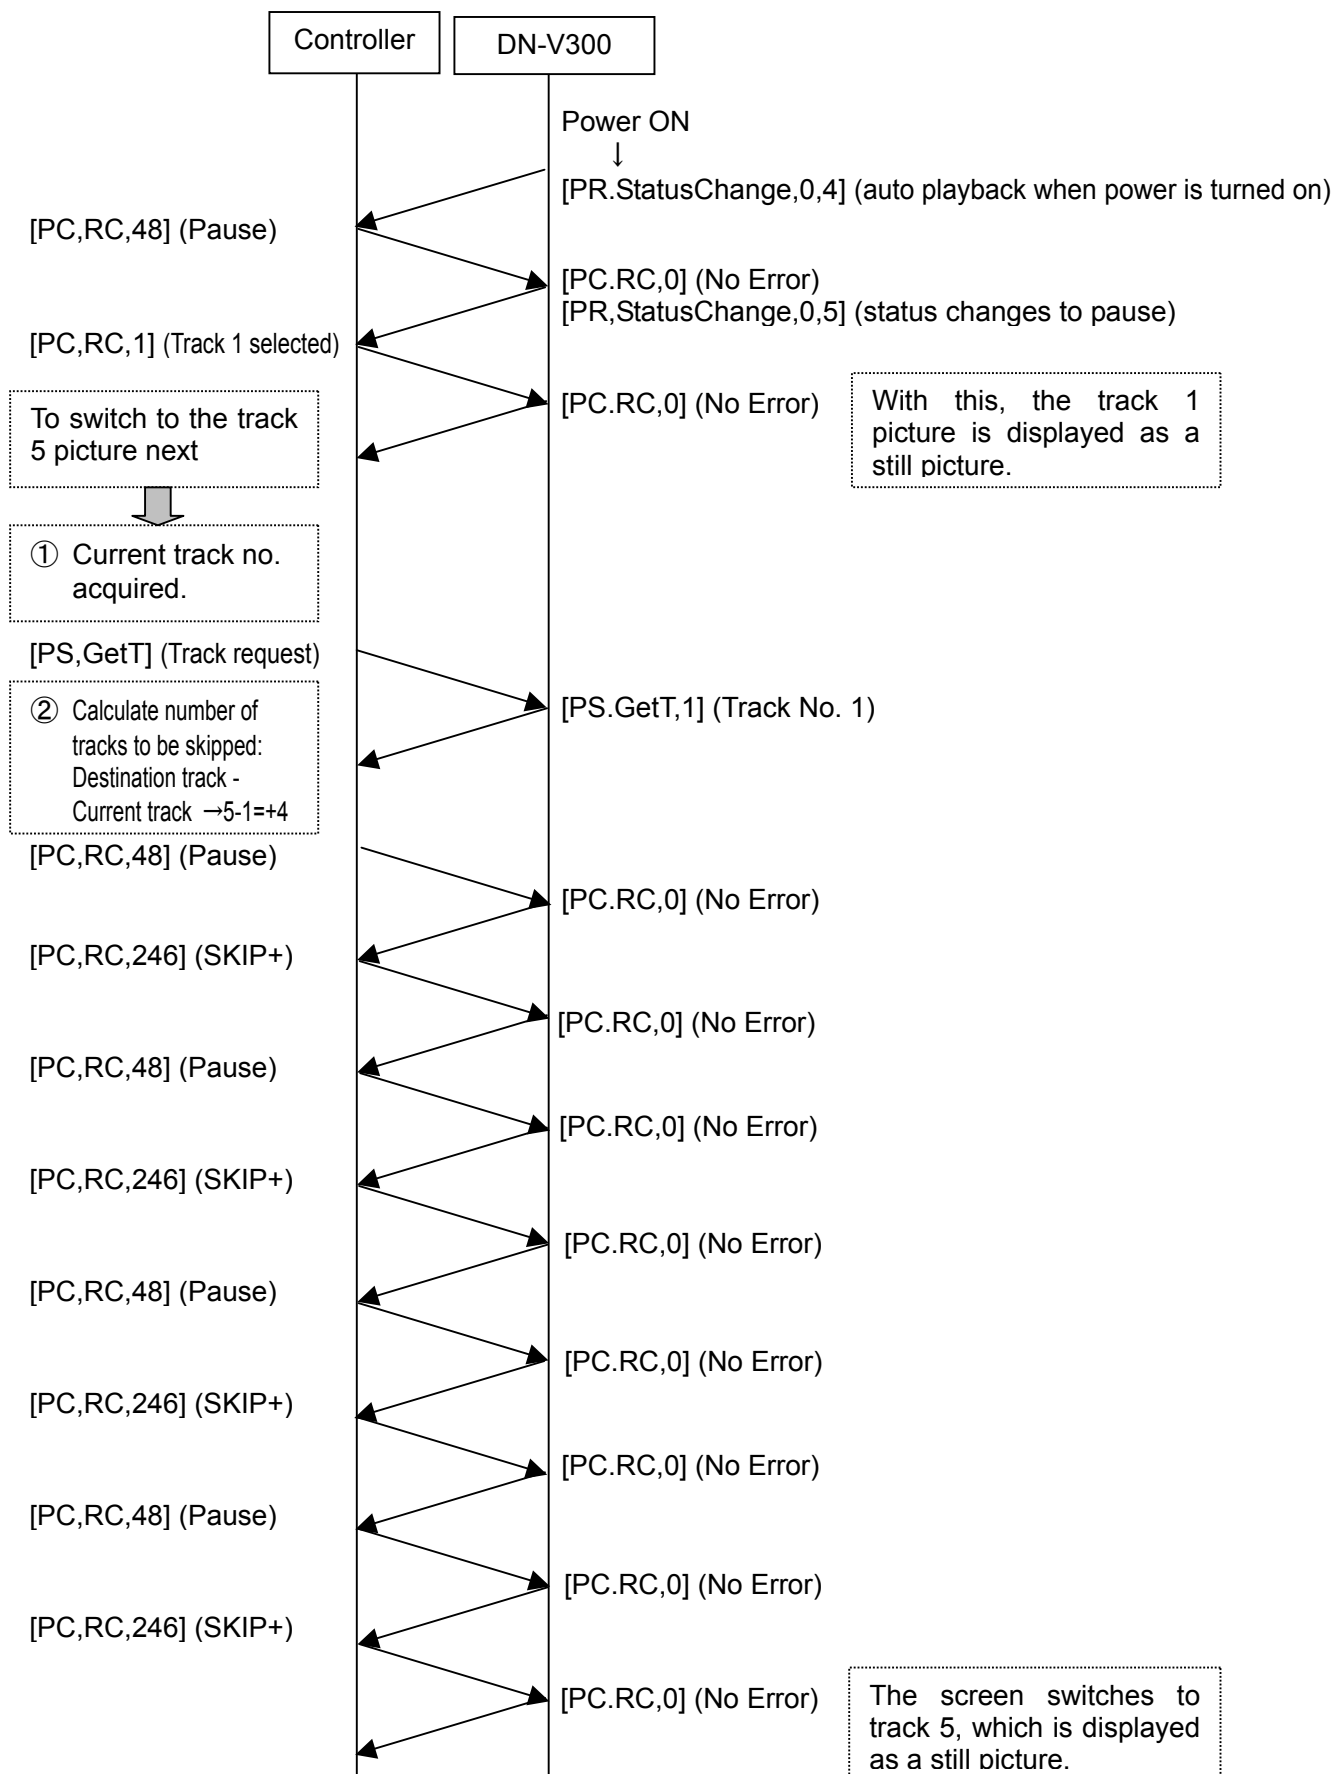 Controller
DN-V300
Power ON
↓
[PR.StatusChange,0,4] (auto playback when power is turned on)
[PC,RC,48] (Pause)
[PC.RC,0] (No Error)
[PR,StatusChange,0,5] (status changes to pause)
[PC,RC,1] (Track 1 selected)
[PC.RC,0] (No Error)
With this, the track 1
picture is displayed as a
still picture.
To switch to the track
5 picture next
① Current track no.
acquired.
[PS,GetT] (Track request)
[PS.GetT,1] (Track No. 1)
② Calculate number of
tracks to be skipped:
Destination track -
Current track →5-1=+4
[PC,RC,48] (Pause)
[PC.RC,0] (No Error)
[PC,RC,246] (SKIP+)
[PC.RC,0] (No Error)
[PC,RC,48] (Pause)
[PC.RC,0] (No Error)
[PC,RC,246] (SKIP+)
[PC.RC,0] (No Error)
[PC,RC,48] (Pause)
[PC.RC,0] (No Error)
[PC,RC,246] (SKIP+)
[PC.RC,0] (No Error)
[PC,RC,48] (Pause)
[PC.RC,0] (No Error)
[PC,RC,246] (SKIP+)
[PC.RC,0] (No Error)
The screen switches to
track 5, which is displayed
as a still picture.